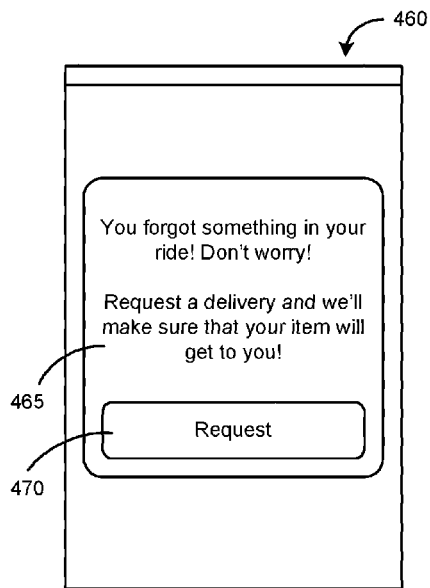 460
You forgot something in your
ride! Don't worry!
Request a delivery and we'll
make sure that your item will
get to you!
465
Request
470